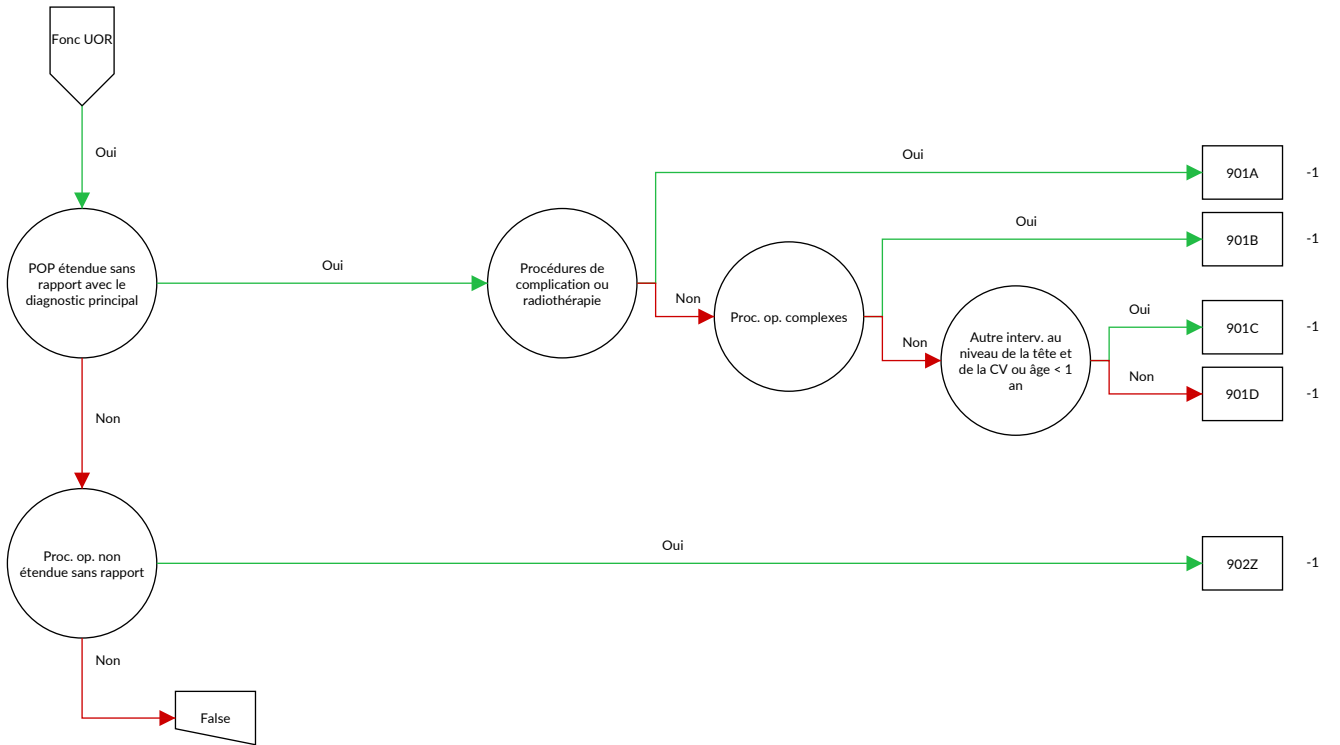 Fonc UOR
Oui
Oui
901A
-1
Oui
901B
-1
POP étendue sans
rapport avec le
diagnostic principal
Oui
Procédures de
complication ou
radiothérapie
Non
Proc. op. complexes
Non
Autre interv. au
niveau de la tête et
de la CV ou âge < 1
an
Oui
901C
-1
Non
901D
-1
Non
Proc. op. non
étendue sans rapport
Oui
902Z
-1
Non
False